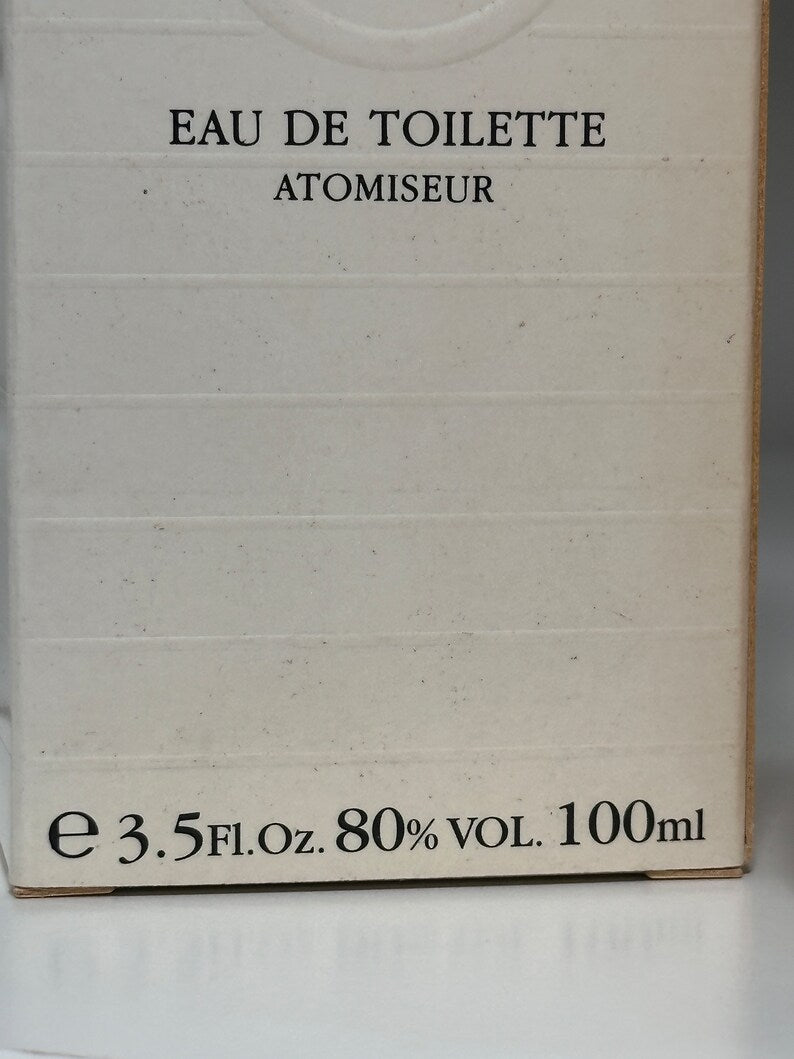 EAU DE TOILETTE
ATOMISEUR
℮ 3.5Fl.Oz. 80% VOL. 100ml